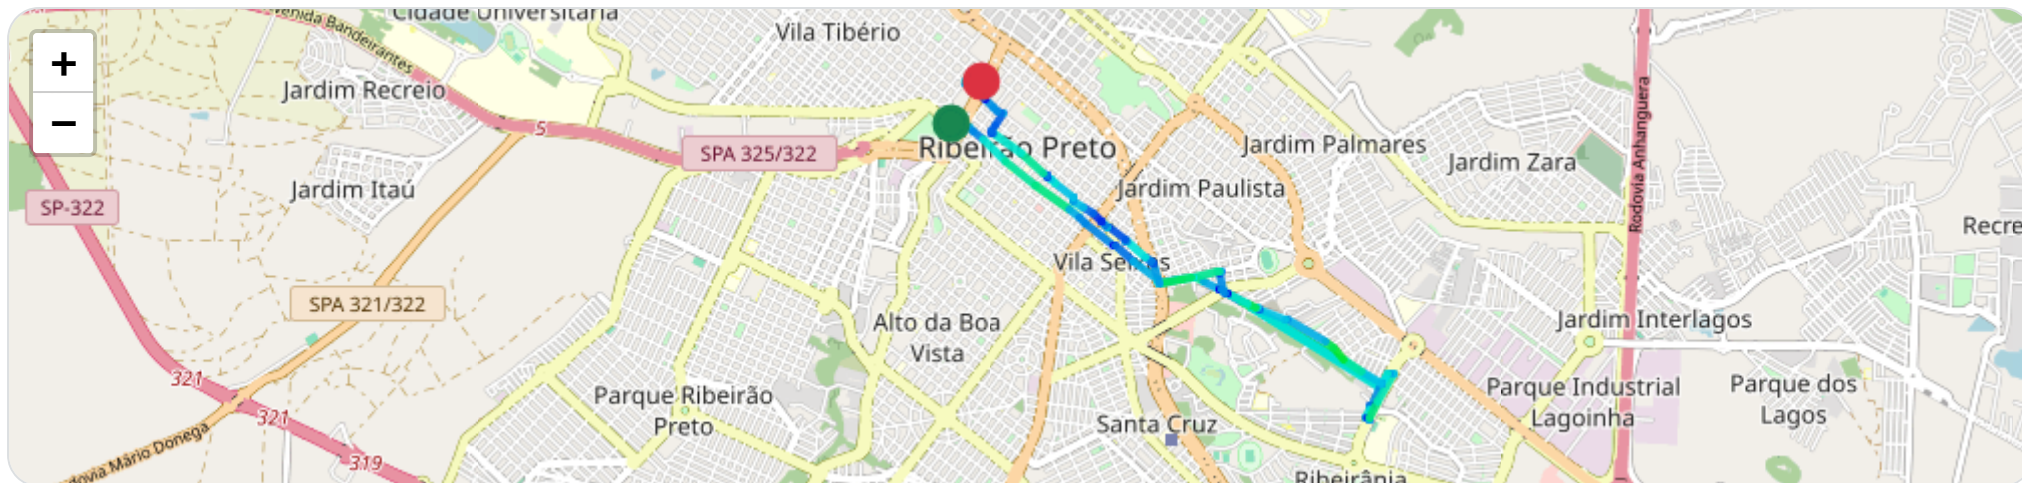 Cidade Universitária
Avenida Bandeirantes
Vila Tibério
+
−
Jardim Recreio
5
SPA 325/322
Ribeirão Preto
Jardim Palmares
Jardim Zara
Rodovia Anhanguera
Jardim Itaú
Jardim Paulista
SP-322
Recre
Vila Seixas
SPA 321/322
Alto da Boa
Vista
Jardim Interlagos
321
321
Parque Ribeirão
Preto
Parque Industrial
Lagoinha
Parque dos
Lagos
Santa Cruz
dovia Mário Donega
319
Ribeirânia